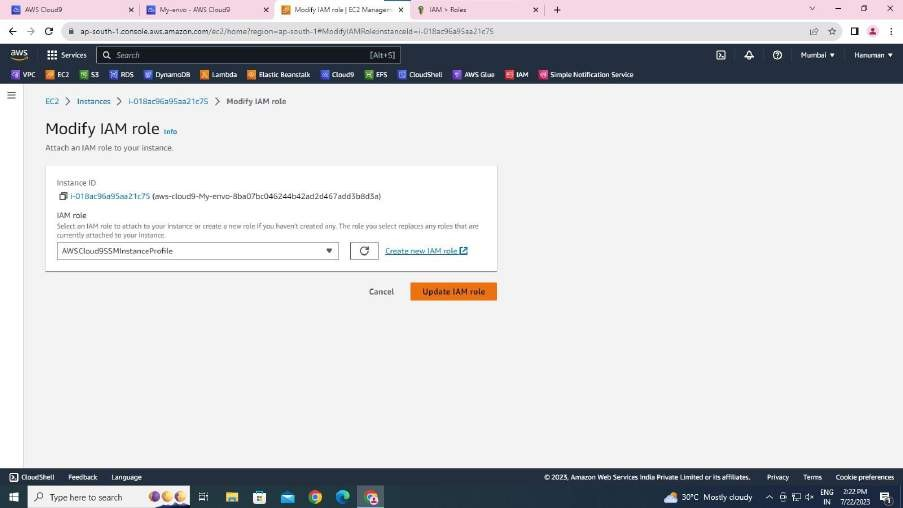 AWS Cloud9
My-envo - AWS Cloud9
Modify IAM role | EC2 Managem
IAM > Roles
ap-south-1.console.aws.amazon.com/ec2/home?region=ap-south-1#ModifyIAMRole:instanceId=i-018ac96a95aa21c75
aws
Services
Search
[Alt+S]
Mumbai
Hanuman
VPC
EC2
S3
RDS
DynamoDB
Lambda
Elastic Beanstalk
Cloud9
EFS
CloudShell
AWS Glue
IAM
Simple Notification Service
EC2 > Instances > i-018ac96a95aa21c75 > Modify IAM role
Modify IAM role Info
Attach an IAM role to your instance.
Instance ID
i-018ac96a95aa21c75 (aws-cloud9-My-envo-8ba07bc046244b42ad2d467add3b8d3a)
IAM role
Select an IAM role to attach to your instance or create a new role if you haven't created any. The role you select replaces any roles that are
currently attached to your instance.
AWSCloud9SSMInstanceProfile
Create new IAM role
Cancel
Update IAM role
CloudShell
Feedback
Language
© 2023, Amazon Web Services India Private Limited or its affiliates.
Privacy
Terms
Cookie preferences
Type here to search
30°C Mostly cloudy
ENG
IN
2:22 PM
7/22/2023